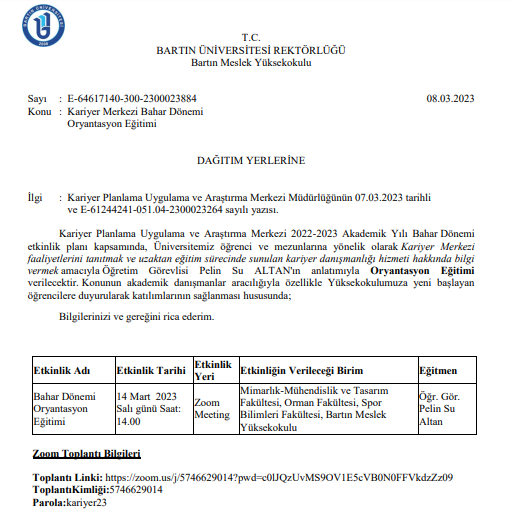 T.C.
BARTIN ÜNİVERSİTESİ REKTÖRLÜĞÜ
Bartın Meslek Yüksekokulu
Sayı : E-64617140-300-2300023884 08.03.2023
Konu : Kariyer Merkezi Bahar Dönemi
Oryantasyon Eğitimi
DAĞITIM YERLERİNE
İlgi : Kariyer Planlama Uygulama ve Araştırma Merkezi Müdürlüğünün 07.03.2023 tarihli
ve E-61244241-051.04-2300023264 sayılı yazısı.
Kariyer Planlama Uygulama ve Araştırma Merkezi 2022-2023 Akademik Yılı Bahar Dönemi
etkinlik planı kapsamında, Üniversitemiz öğrenci ve mezunlarına yönelik olarak Kariyer Merkezi
faaliyetlerini tanıtmak ve uzaktan eğitim sürecinde sunulan kariyer danışmanlığı hizmeti hakkında bilgi
vermek amacıyla Öğretim Görevlisi Pelin Su ALTAN'ın anlatımıyla Oryantasyon Eğitimi
verilecektir. Konunun akademik danışmanlar aracılığıyla özellikle Yüksekokulumuza yeni başlayan
öğrencilere duyurularak katılımlarının sağlanması hususunda;
Bilgilerinizi ve gereğini rica ederim.
Etkinlik Adı Etkinlik Tarihi Etkinlik Yeri Etkinliğin Verileceği Birim Eğitmen
Bahar Dönemi Oryantasyon Eğitimi
14 Mart 2023 Salı günü Saat: 14.00
Zoom Meeting
Mimarlık-Mühendislik ve Tasarım
Fakültesi, Orman Fakültesi, Spor
Bilimleri Fakültesi, Bartın Meslek
Yüksekokulu
Öğr. Gör. Pelin Su Altan
Zoom Toplantı Bilgileri
Toplantı Linki: https://zoom.us/j/5746629014?pwd=c0lJQzUvMS9OV1E5cVB0N0FFVkdzZz09
ToplantıKimliği:5746629014
Parola:kariyer23